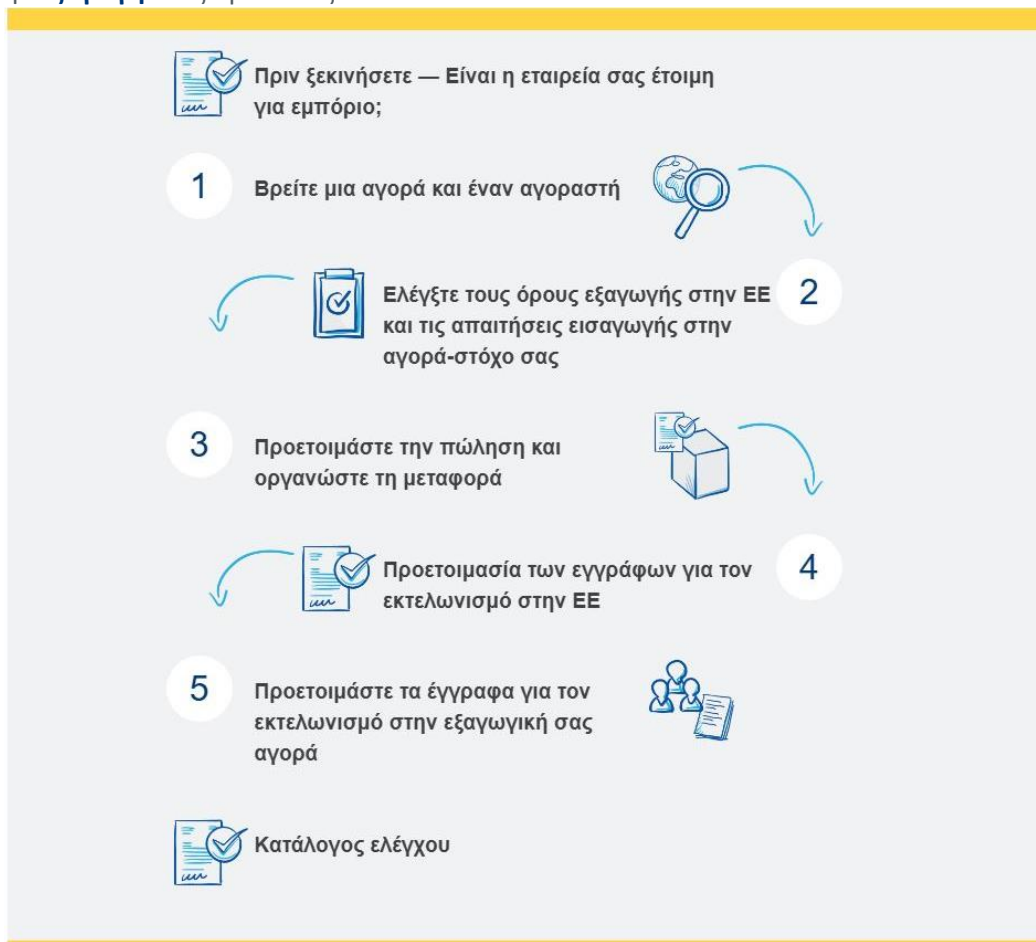 Πριν ξεκινήσετε — Είναι η εταιρεία σας έτοιμη
για εμπόριο;
1
Βρείτε μια αγορά και έναν αγοραστή
Ελέγξτε τους όρους εξαγωγής στην ΕΕ
και τις απαιτήσεις εισαγωγής στην
αγορά-στόχο σας
2
3
Προετοιμάστε την πώληση και
οργανώστε τη μεταφορά
Προετοιμασία των εγγράφων για τον
εκτελωνισμό στην ΕΕ
4
5
Προετοιμάστε τα έγγραφα για τον
εκτελωνισμό στην εξαγωγική σας
αγορά
Κατάλογος ελέγχου